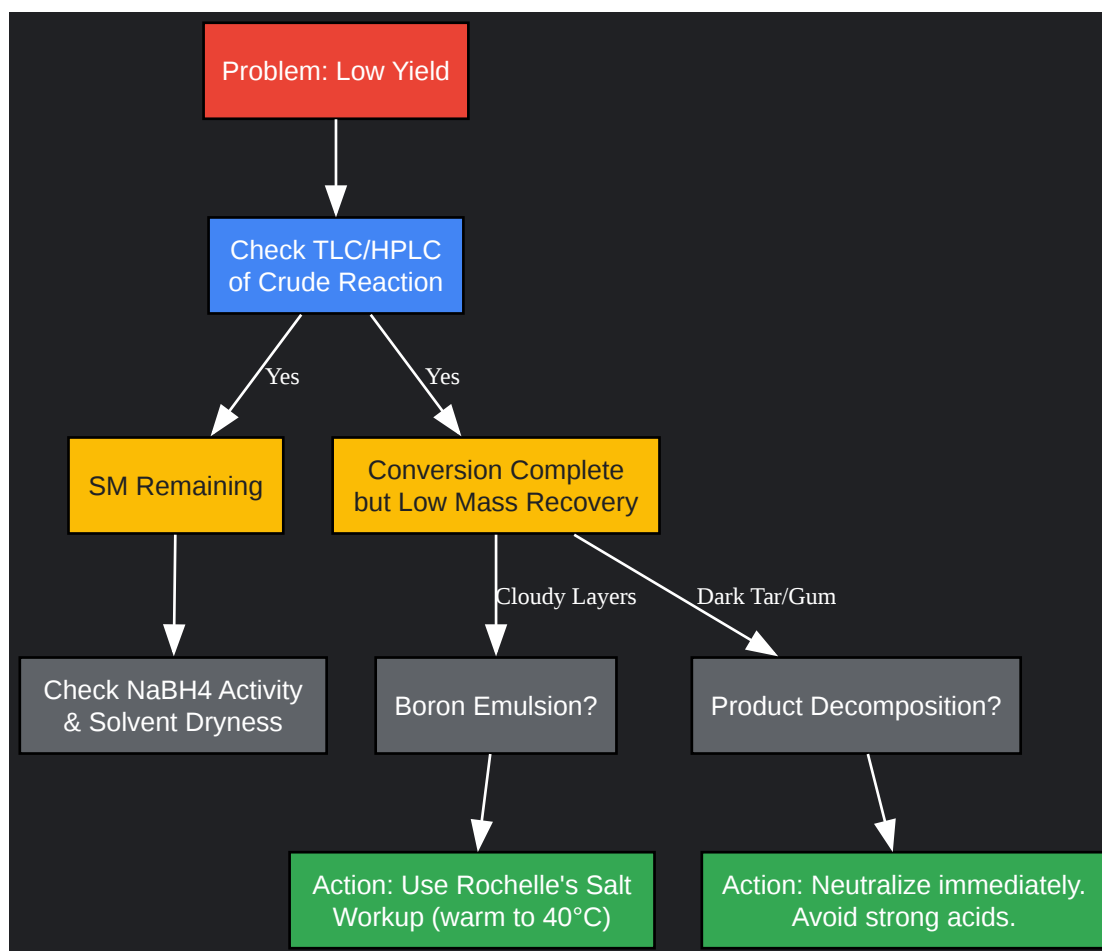 Problem: Low Yield
Check TLC/HPLC
of Crude Reaction
Yes
Yes
SM Remaining
Conversion Complete
but Low Mass Recovery
Cloudy Layers
Dark Tar/Gum
Check NaBH4 Activity
& Solvent Dryness
Boron Emulsion?
Product Decomposition?
Action: Use Rochelle's Salt
Workup (warm to 40°C)
Action: Neutralize immediately.
Avoid strong acids.